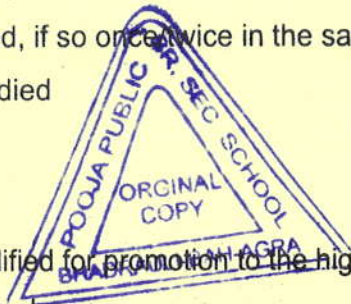 d, if so once/twice in the sa
died
POOJA PUBLIC
SR. SEC SCHOOL
ORCINAL
COPY
AGRA
lified for promotion to the hig